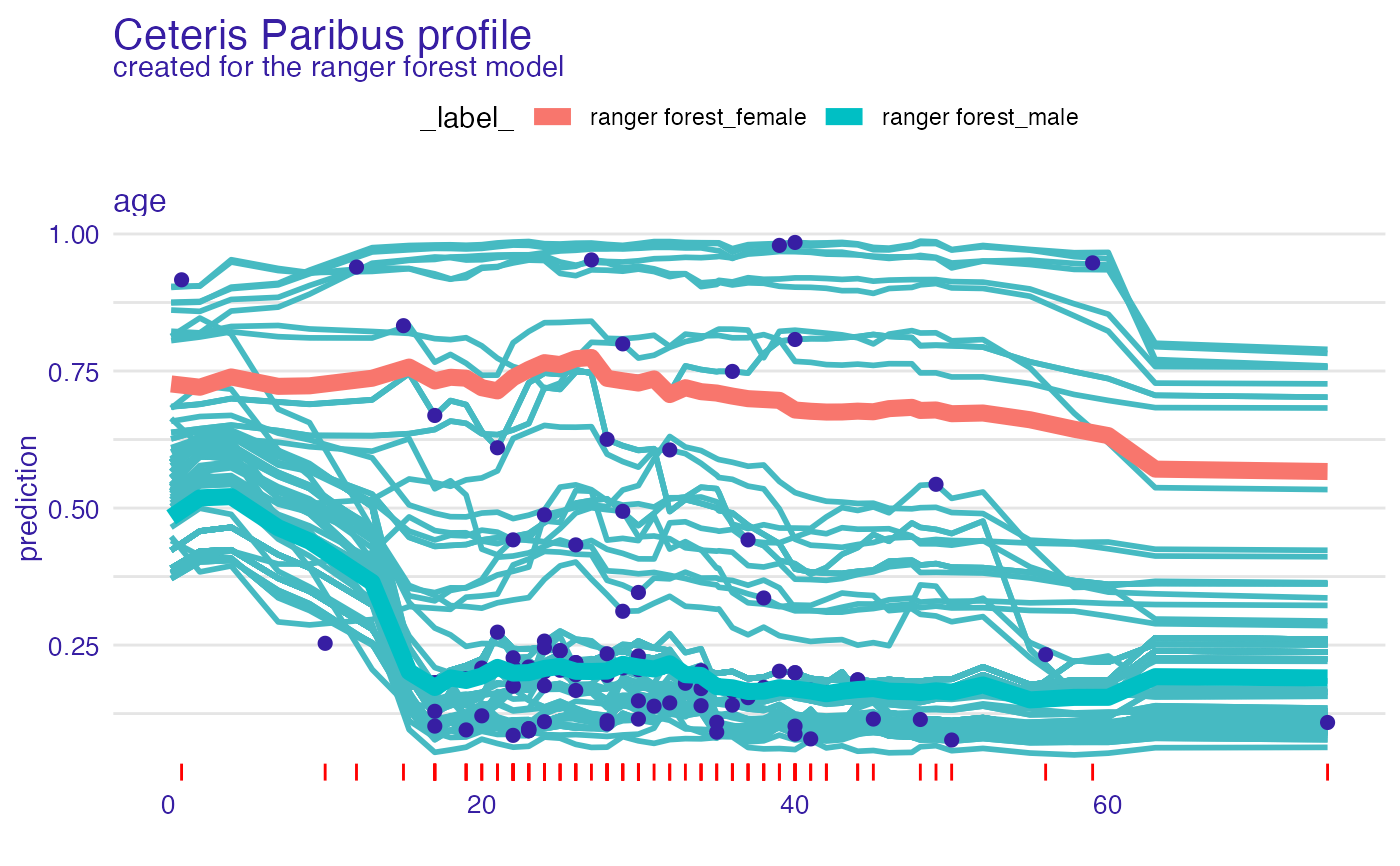 Ceteris Paribus profile
created for the ranger forest model
_label_ ranger forest_female ranger forest_male
age
1.00
0.75
0.50
0.25
prediction
0 20 40 60